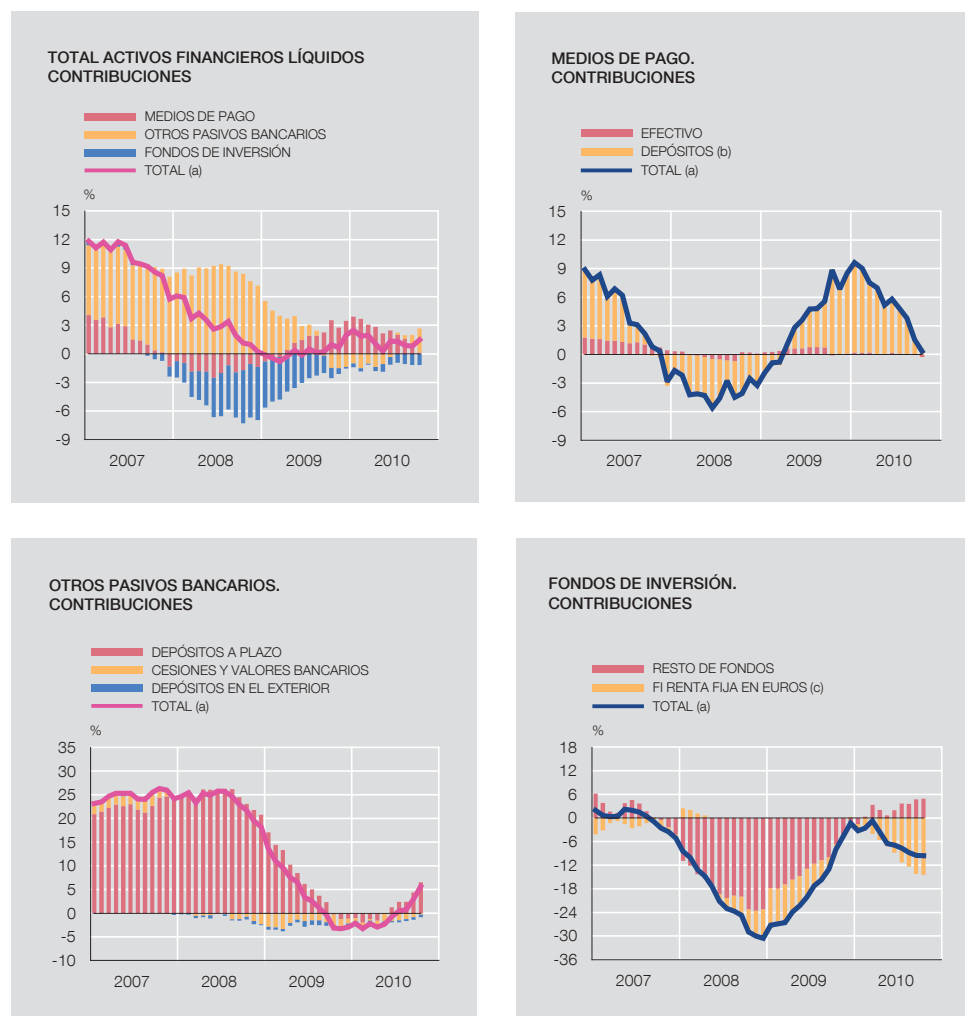 TOTAL ACTIVOS FINANCIEROS LÍQUIDOS
CONTRIBUCIONES
MEDIOS DE PAGO
OTROS PASIVOS BANCARIOS
FONDOS DE INVERSIÓN
TOTAL (a)
%
15
12
9
6
3
0
-3
-6
-9
2007 2008 2009 2010
MEDIOS DE PAGO.
CONTRIBUCIONES
EFECTIVO
DEPÓSITOS (b)
TOTAL (a)
%
15
12
9
6
3
0
-3
-6
-9
2007 2008 2009 2010
OTROS PASIVOS BANCARIOS.
CONTRIBUCIONES
DEPÓSITOS A PLAZO
CESIONES Y VALORES BANCARIOS
DEPÓSITOS EN EL EXTERIOR
TOTAL (a)
%
35
30
25
20
15
10
5
0
-5
-10
2007 2008 2009 2010
FONDOS DE INVERSIÓN.
CONTRIBUCIONES
RESTO DE FONDOS
FI RENTA FIJA EN EUROS (c)
TOTAL (a)
%
18
12
6
0
-6
-12
-18
-24
-30
-36
2007 2008 2009 2010